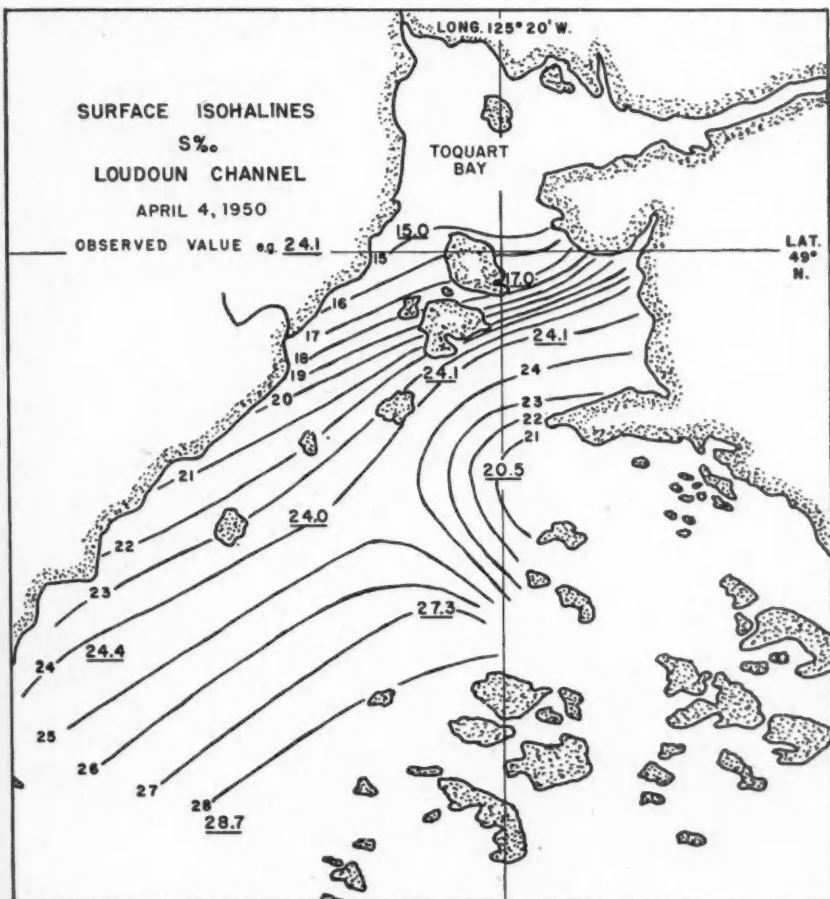 LONG. 125° 20' W.
SURFACE ISOHALINES
S‰
LOUDOUN CHANNEL
APRIL 4, 1950
OBSERVED VALUE e.g. 24.1
TOQUART
BAY
LAT.
49°
N.
15.0
15
16
17.0
17
18
19
20
24.1
24.1
24
23
22
21
21
20.5
22
24.0
23
27.3
24
24.4
25
26
27
28
28.7